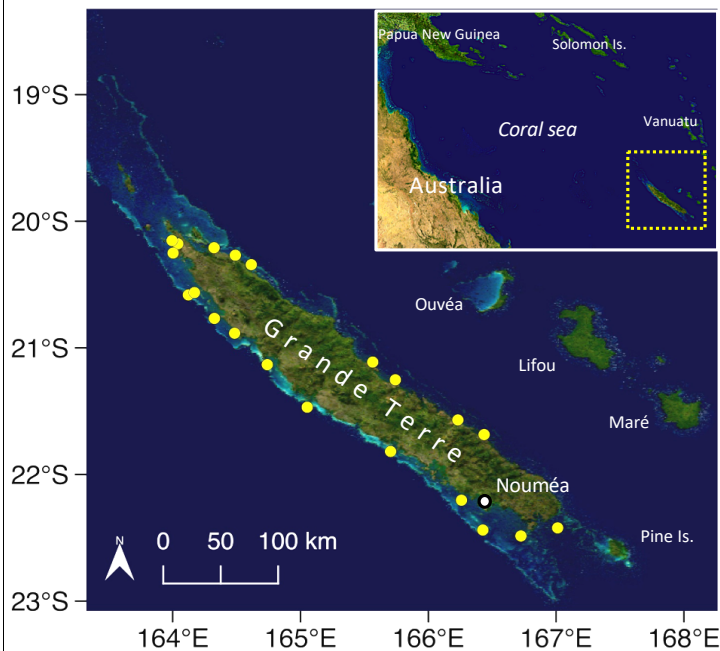 Papua New Guinea
Solomon Is.
Coral sea
Vanuatu
Australia
19°S
20°S
21°S
22°S
23°S
Ouvéa
Lifou
Maré
Grande Terre
Nouméa
Pine Is.
N
0 50 100 km
164°E 165°E 166°E 167°E 168°E